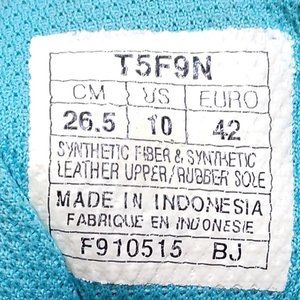 T5F9N
CM US EURO
26.5 10 42
SYNTHETIC FIBER & SYNTHETIC
LEATHER UPPER/RUBBER SOLE
MADE IN INDONESIA
FABRIQUE EN INDONESIE
F910515 BJ